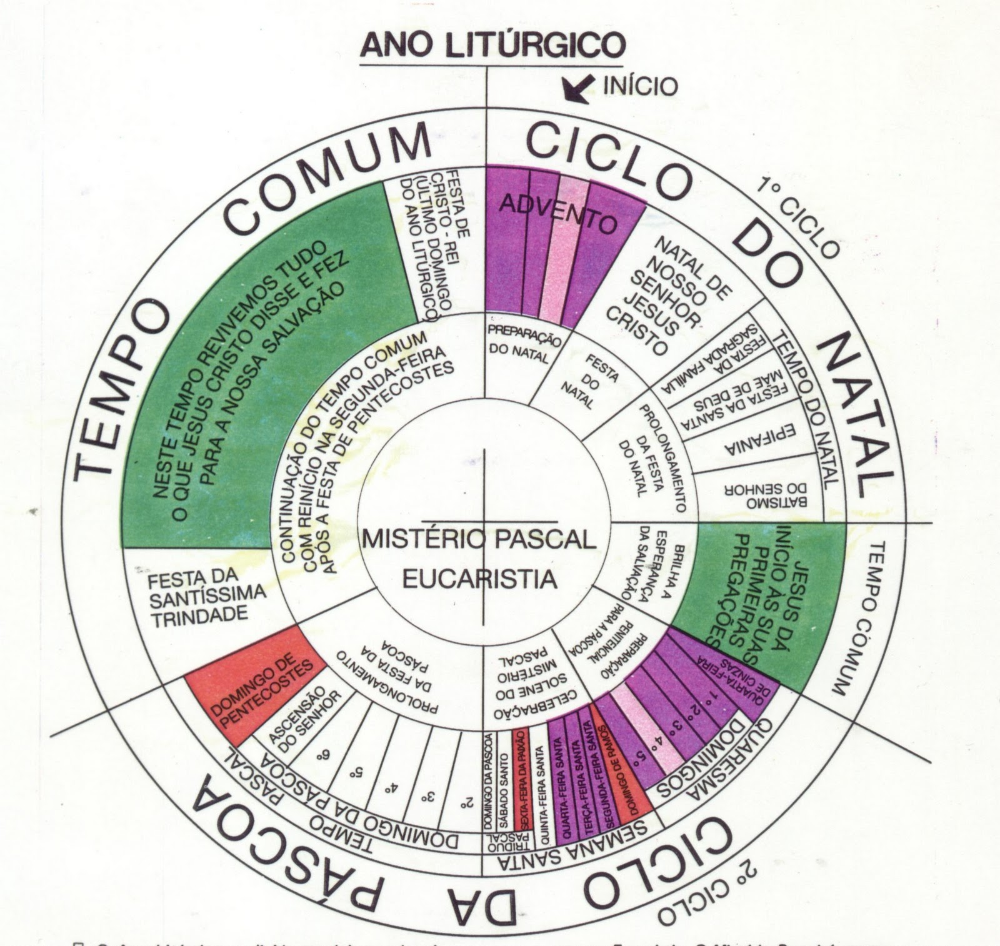 ANO LITÚRGICO
INÍCIO
CICLO DO NATAL
1º CICLO
ADVENTO
PREPARAÇÃO
DO NATAL
NATAL DE
NOSSO
SENHOR
JESUS
CRISTO
FESTA
DO
NATAL
TEMPO DO NATAL
FESTA DA
SAGRADA FAMÍLIA
FESTA DA SANTA
MÃE DE DEUS
EPIFANIA
BATISMO
DO SENHOR
PROLONGAMENTO
DA FESTA
DO NATAL
TEMPO COMUM
JESUS DÁ
INÍCIO ÀS SUAS
PRIMEIRAS
PREGAÇÕES
BRILHA A
ESPERANÇA
DA SALVAÇÃO
CICLO DA PÁSCOA
2º CICLO
QUARESMA
DOMINGOS
QUARTA-FEIRA
DE CINZAS
1º
2º
3º
4º
5º
PREPARAÇÃO
PENITENCIAL
PARA A PÁSCOA
SEMANA SANTA
DOMINGO DE RAMOS
SEGUNDA-FEIRA SANTA
TERÇA-FEIRA SANTA
QUARTA-FEIRA SANTA
QUINTA-FEIRA SANTA
TRÍDUO
PASCAL
SEXTA-FEIRA DA PAIXÃO
SÁBADO SANTO
DOMINGO DA PÁSCOA
CELEBRAÇÃO
SOLENE DO
MISTÉRIO
PASCAL
TEMPO PASCAL
DOMINGO DA PÁSCOA
2º
3º
4º
5º
6º
ASCENSÃO
DO SENHOR
DOMINGO DE
PENTECOSTES
PROLONGAMENTO
DA FESTA DA
PÁSCOA
TEMPO COMUM
FESTA DA
SANTÍSSIMA
TRINDADE
NESTE TEMPO REVIVEMOS TUDO
O QUE JESUS CRISTO DISSE E FEZ
PARA A NOSSA SALVAÇÃO
CONTINUAÇÃO DO TEMPO COMUM
COM REINÍCIO NA SEGUNDA-FEIRA
APÓS A FESTA DE PENTECOSTES
FESTA DE
CRISTO - REI
(ÚLTIMO DOMINGO
DO ANO LITÚRGICO)
MISTÉRIO PASCAL
EUCARISTIA